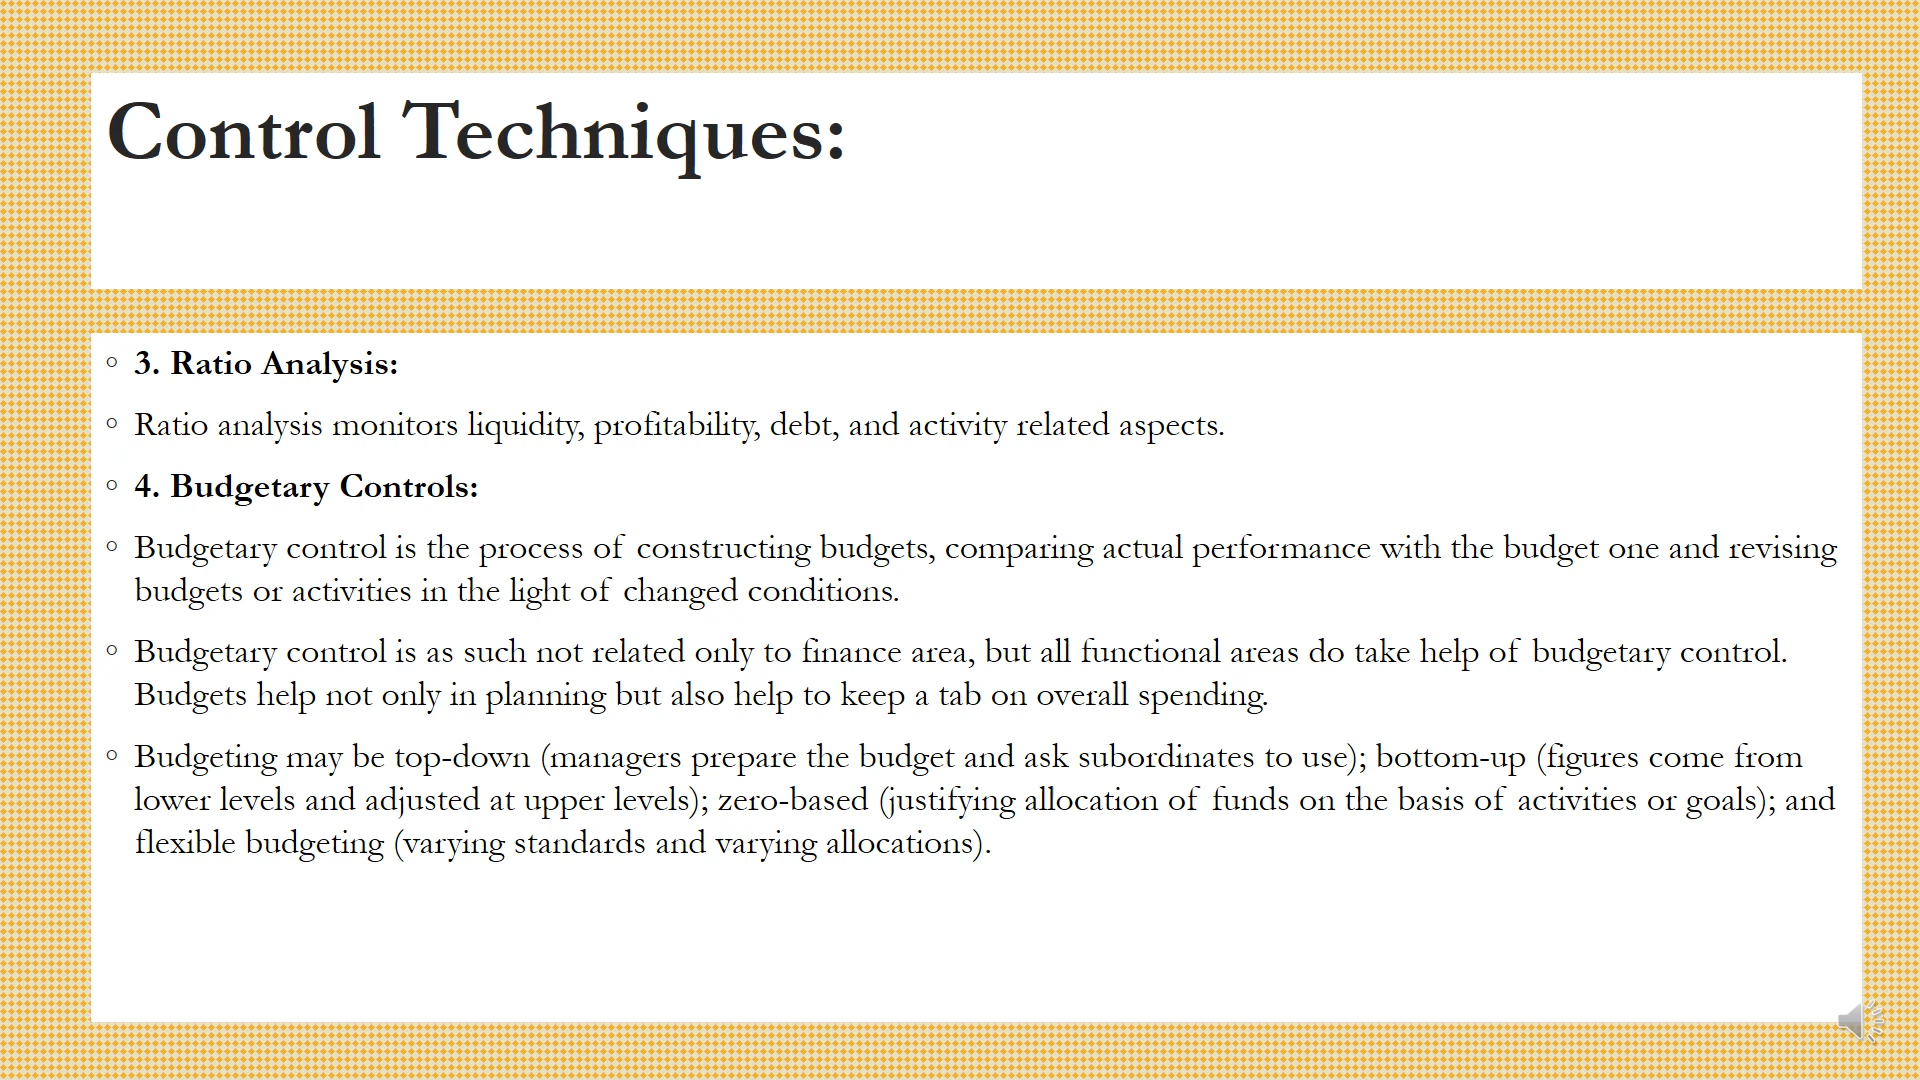 Control Techniques:
◦ 3. Ratio Analysis:
◦ Ratio analysis monitors liquidity, profitability, debt, and activity related aspects.
◦ 4. Budgetary Controls:
◦ Budgetary control is the process of constructing budgets, comparing actual performance with the budget one and revising
budgets or activities in the light of changed conditions.
◦ Budgetary control is as such not related only to finance area, but all functional areas do take help of budgetary control.
Budgets help not only in planning but also help to keep a tab on overall spending.
◦ Budgeting may be top-down (managers prepare the budget and ask subordinates to use); bottom-up (figures come from
lower levels and adjusted at upper levels); zero-based (justifying allocation of funds on the basis of activities or goals); and
flexible budgeting (varying standards and varying allocations).